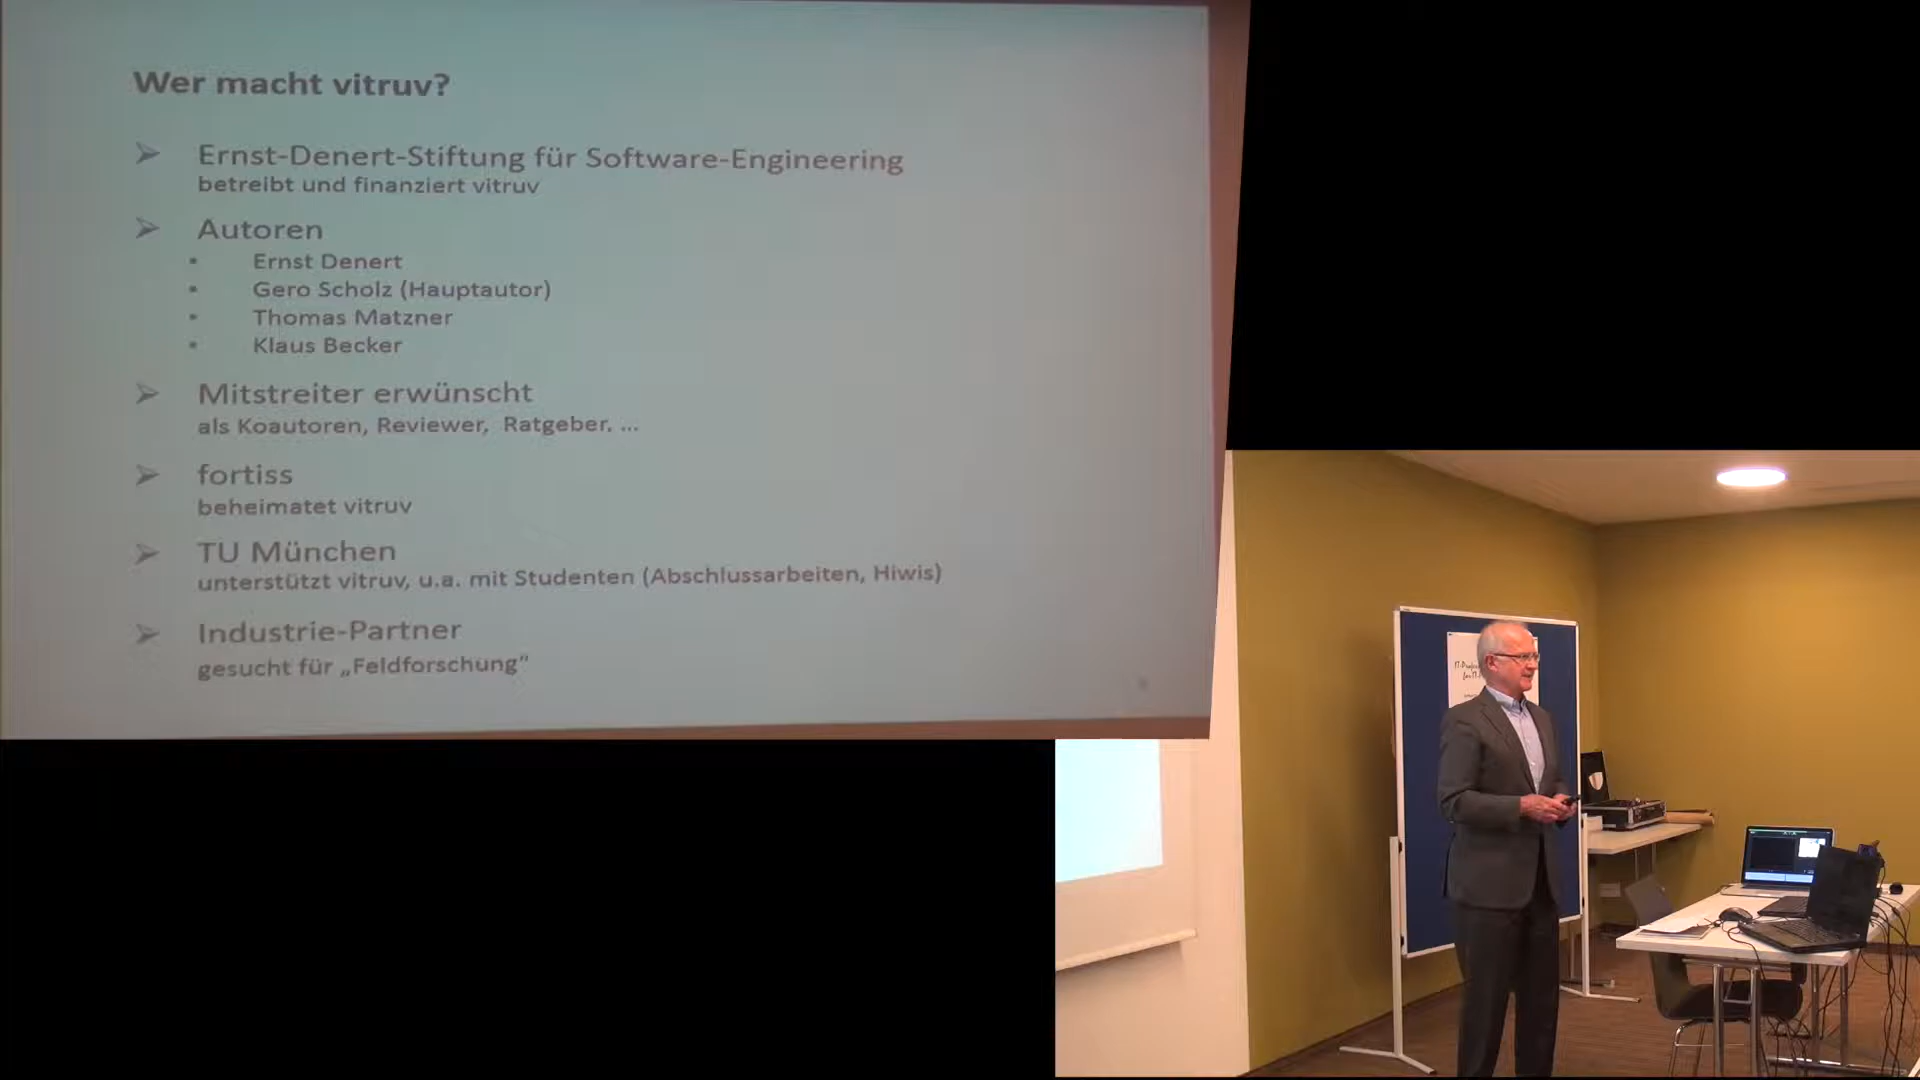 Wer macht vitruv?
➢ Ernst-Denert-Stiftung für Software-Engineering
betreibt und finanziert vitruv
➢ Autoren
• Ernst Denert
• Gero Scholz (Hauptautor)
• Thomas Matzner
• Klaus Becker
➢ Mitstreiter erwünscht
als Koautoren, Reviewer, Ratgeber, ...
➢ fortiss
beheimatet vitruv
➢ TU München
unterstützt vitruv, u.a. mit Studenten (Abschlussarbeiten, Hiwis)
➢ Industrie-Partner
gesucht für „Feldforschung“